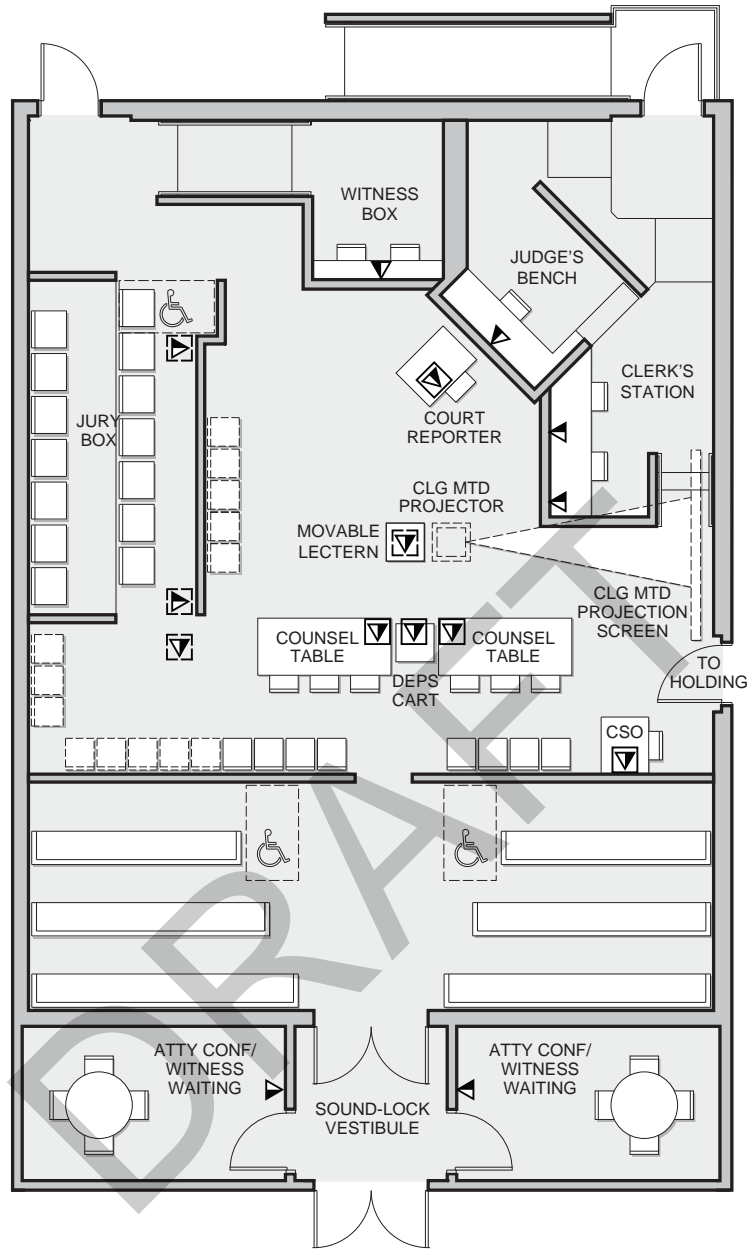 WITNESS
BOX
JUDGE'S
BENCH
CLERK'S
STATION
JURY
BOX
COURT
REPORTER
CLG MTD
PROJECTOR
MOVABLE
LECTERN
CLG MTD
PROJECTION
SCREEN
COUNSEL
TABLE
COUNSEL
TABLE
DEPS
CART
TO
HOLDING
CSO
ATTY CONF/
WITNESS
WAITING
ATTY CONF/
WITNESS
WAITING
SOUND-LOCK
VESTIBULE
DRAFT